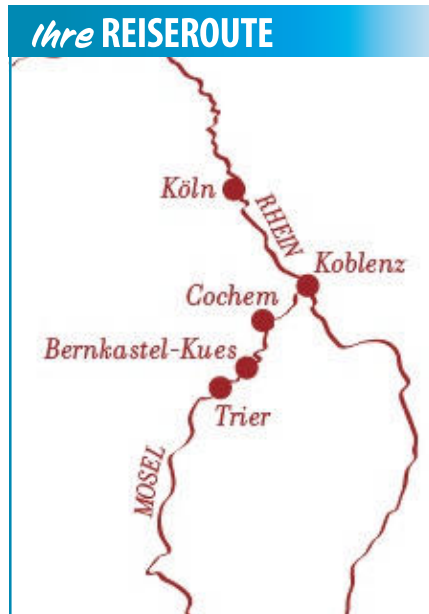 Ihre REISEROUTE
Köln
RHEIN
Koblenz
Cochem
Bernkastel-Kues
Trier
MOSEL